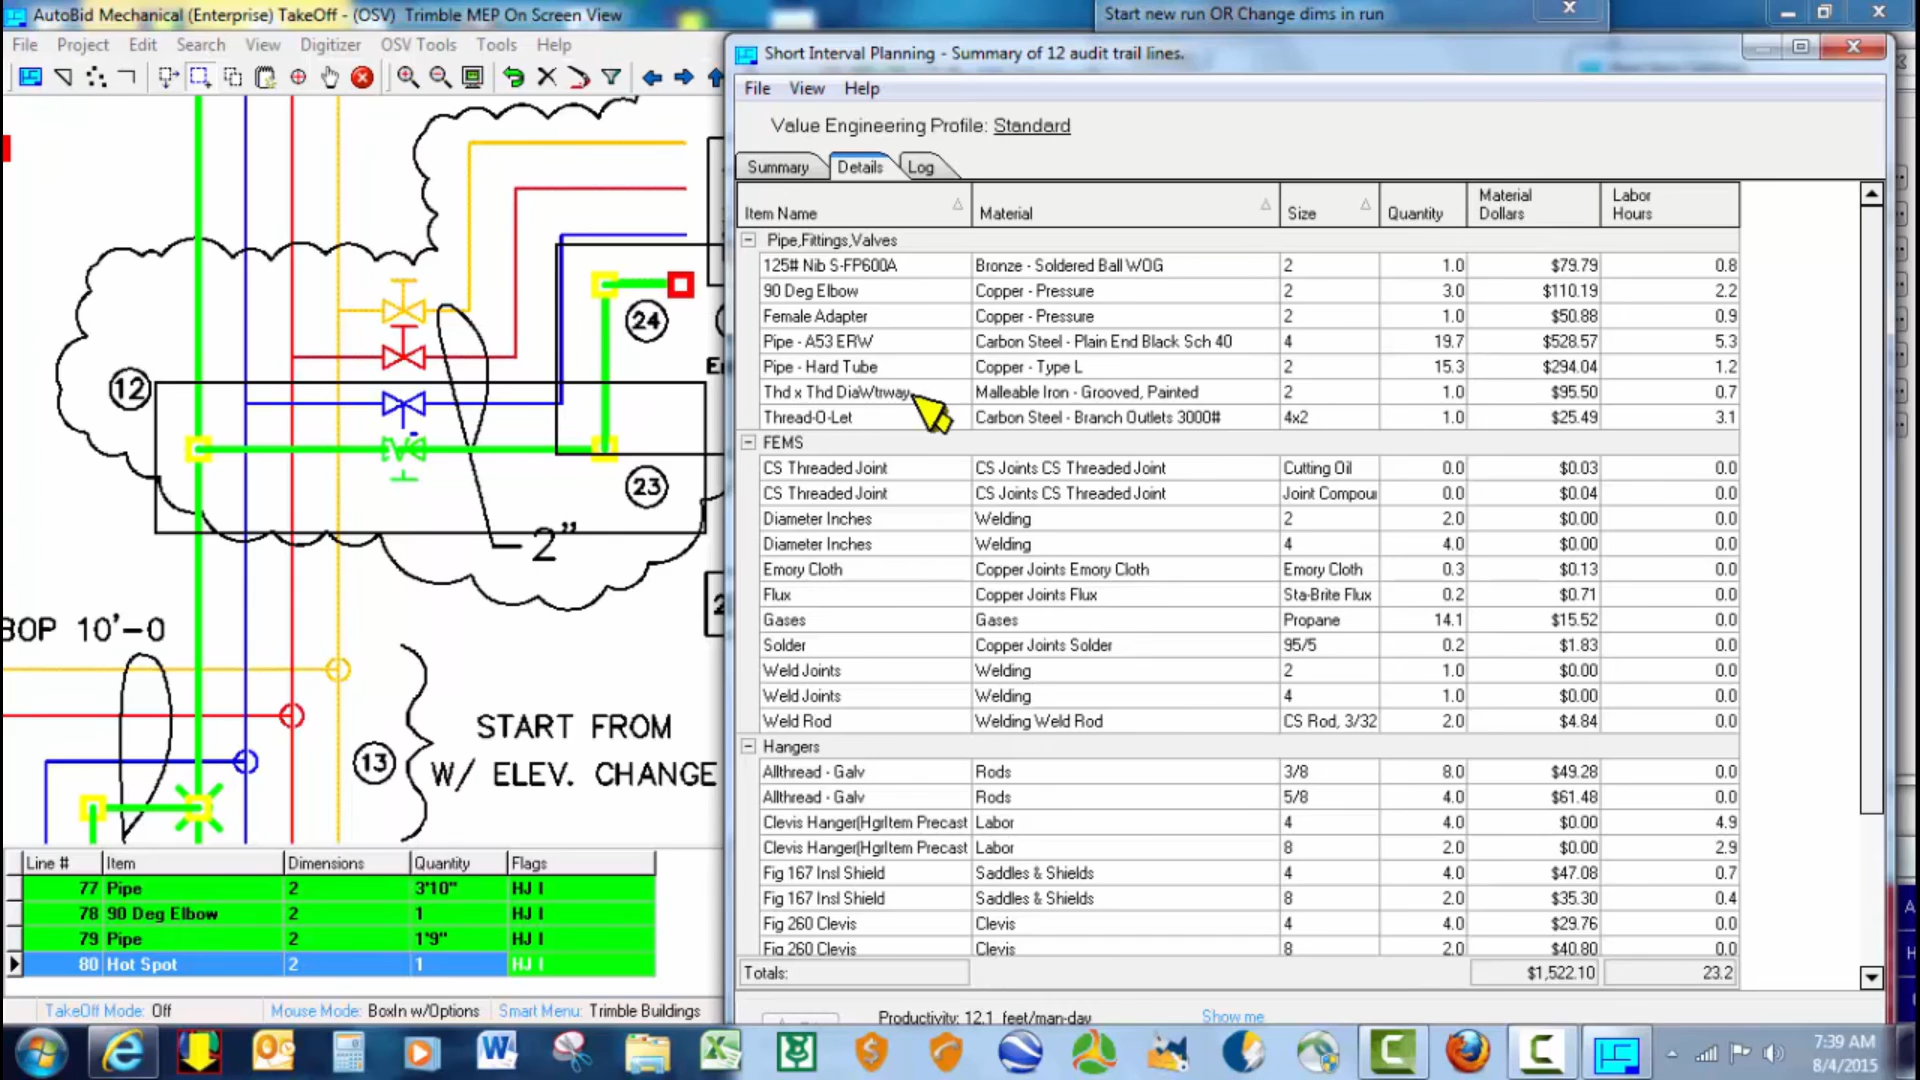 AutoBid Mechanical (Enterprise) TakeOff - (OSV) Trimble MEP On Screen View
Start new run OR Change dims in run
File Project Edit Search View Digitizer OSV Tools Tools Help
12
24
23
2"
BOP 10'-0
13
START FROM
W/ ELEV. CHANGE
Line # Item Dimensions Quantity Flags
77 Pipe 2 3'10" HJ I
78 90 Deg Elbow 2 1 HJ I
79 Pipe 2 1'9" HJ I
80 Hot Spot 2 1 HJ I
TakeOff Mode: Off Mouse Mode: BoxIn w/Options Smart Menu: Trimble Buildings
Short Interval Planning - Summary of 12 audit trail lines.
File View Help
Value Engineering Profile: Standard
Summary Details Log
Item Name Material Size Quantity Material Dollars Labor Hours
Pipe,Fittings,Valves
125# Nib S-FP600A Bronze - Soldered Ball WOG 2 1.0 $79.79 0.8
90 Deg Elbow Copper - Pressure 2 3.0 $110.19 2.2
Female Adapter Copper - Pressure 2 1.0 $50.88 0.9
Pipe - A53 ERW Carbon Steel - Plain End Black Sch 40 4 19.7 $528.57 5.3
Pipe - Hard Tube Copper - Type L 2 15.3 $294.04 1.2
Thd x Thd DiaWtrway Malleable Iron - Grooved, Painted 2 1.0 $95.50 0.7
Thread-O-Let Carbon Steel - Branch Outlets 3000# 4x2 1.0 $25.49 3.1
FEMS
CS Threaded Joint CS Joints CS Threaded Joint Cutting Oil 0.0 $0.03 0.0
CS Threaded Joint CS Joints CS Threaded Joint Joint Compou 0.0 $0.04 0.0
Diameter Inches Welding 2 2.0 $0.00 0.0
Diameter Inches Welding 4 4.0 $0.00 0.0
Emory Cloth Copper Joints Emory Cloth Emory Cloth 0.3 $0.13 0.0
Flux Copper Joints Flux Sta-Brite Flux 0.2 $0.71 0.0
Gases Gases Propane 14.1 $15.52 0.0
Solder Copper Joints Solder 95/5 0.2 $1.83 0.0
Weld Joints Welding 2 1.0 $0.00 0.0
Weld Joints Welding 4 1.0 $0.00 0.0
Weld Rod Welding Weld Rod CS Rod, 3/32 2.0 $4.84 0.0
Hangers
Allthread - Galv Rods 3/8 8.0 $49.28 0.0
Allthread - Galv Rods 5/8 4.0 $61.48 0.0
Clevis Hanger(HgrItem Precast Labor 4 4.0 $0.00 4.9
Clevis Hanger(HgrItem Precast Labor 8 2.0 $0.00 2.9
Fig 167 Insl Shield Saddles & Shields 4 4.0 $47.08 0.7
Fig 167 Insl Shield Saddles & Shields 8 2.0 $35.30 0.4
Fig 260 Clevis Clevis 4 4.0 $29.76 0.0
Fig 260 Clevis Clevis 8 2.0 $40.80 0.0
Totals: $1,522.10 23.2
Productivity: 12.1 feet/man-day Show me
7:39 AM
8/4/2015